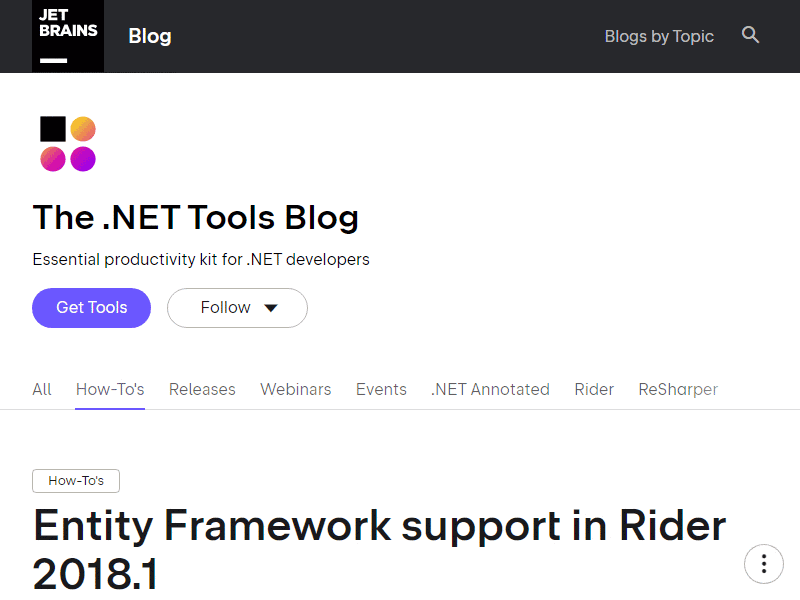 JET
BRAINS
Blog
Blogs by Topic
The .NET Tools Blog
Essential productivity kit for .NET developers
Get Tools
Follow
All How-To's Releases Webinars Events .NET Annotated Rider ReSharper
How-To's
Entity Framework support in Rider
2018.1